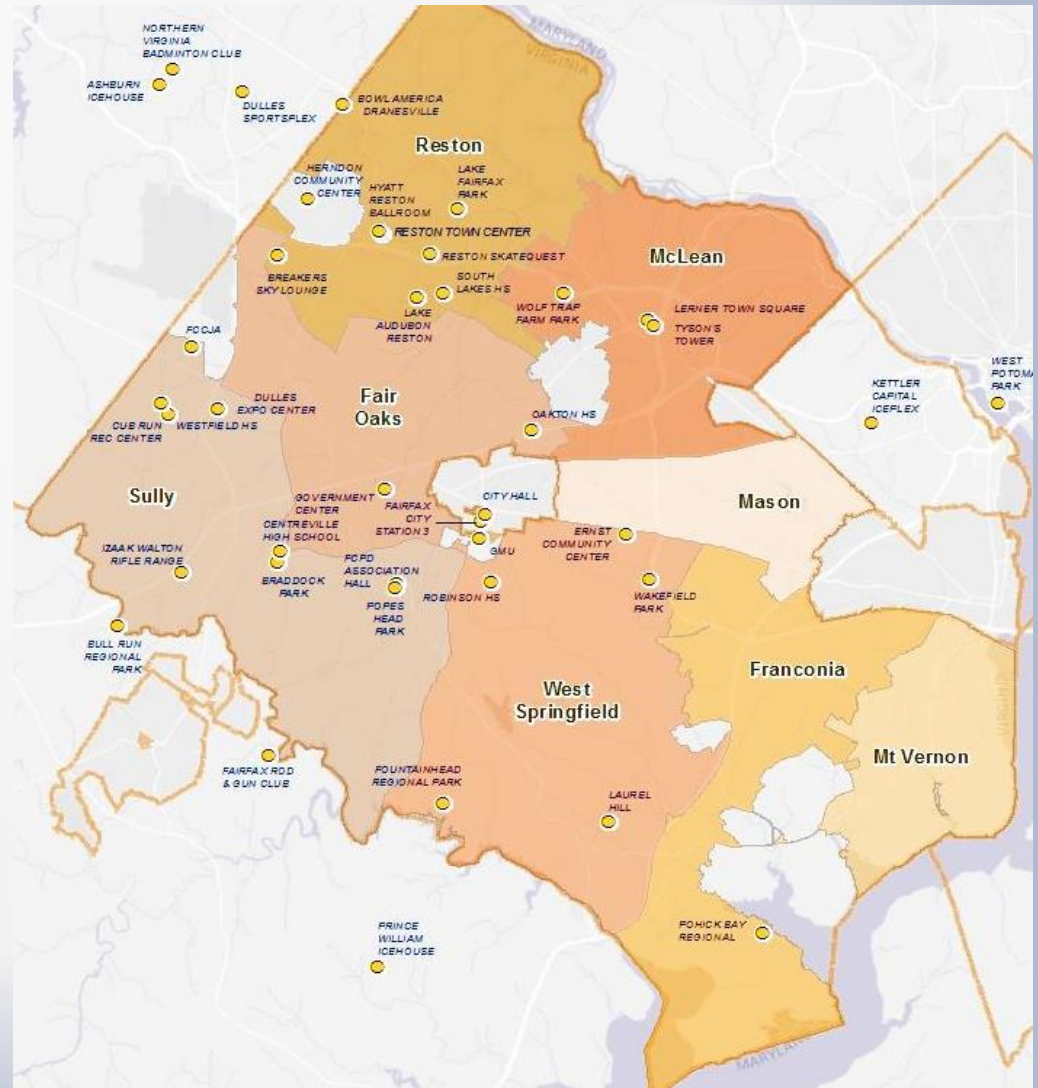 MARYLAND
VIRGINIA
NORTHERN
VIRGINIA
BADMINTON CLUB
ASHBURN
ICEHOUSE
DULLES
SPORTSPLEX
BOWL AMERICA
DRANESVILLE
Reston
HERNDON
COMMUNITY
CENTER
HYATT
RESTON
BALLROOM
LAKE
FAIRFAX
PARK
RESTON TOWN CENTER
RESTON SKATEQUEST
BREAKERS
SKY LOUNGE
SOUTH
LAKES HS
LAKE
AUDUBON
RESTON
McLean
WOLF TRAP
FARM PARK
LERNER TOWN SQUARE
TYSON'S
TOWER
FCCJA
Fair
Oaks
DULLES
EXPO CENTER
CUB RUN
REC CENTER
WESTFIELD HS
OAKTON HS
KETTLER
CAPITAL
ICEPLEX
WEST
POTOMA
PARK
Sully
GOVERNMENT
CENTER
FAIRFAX
CITY
STATION 3
CITY HALL
Mason
CENTREVILLE
HIGH SCHOOL
IZAAK WALTON
RIFLE RANGE
BRADDOCK
PARK
FCPD
ASSOCIATION
HALL
POPES
HEAD
PARK
GMU
ROBINSON HS
ERNST
COMMUNITY
CENTER
WAKEFIELD
PARK
BULL RUN
REGIONAL
PARK
Franconia
West
Springfield
Mt Vernon
FAIRFAX ROD
& GUN CLUB
FOUNTAINHEAD
REGIONAL PARK
LAUREL
HILL
PRINCE
WILLIAM
ICEHOUSE
POHICK BAY
REGIONAL
MARYLAND